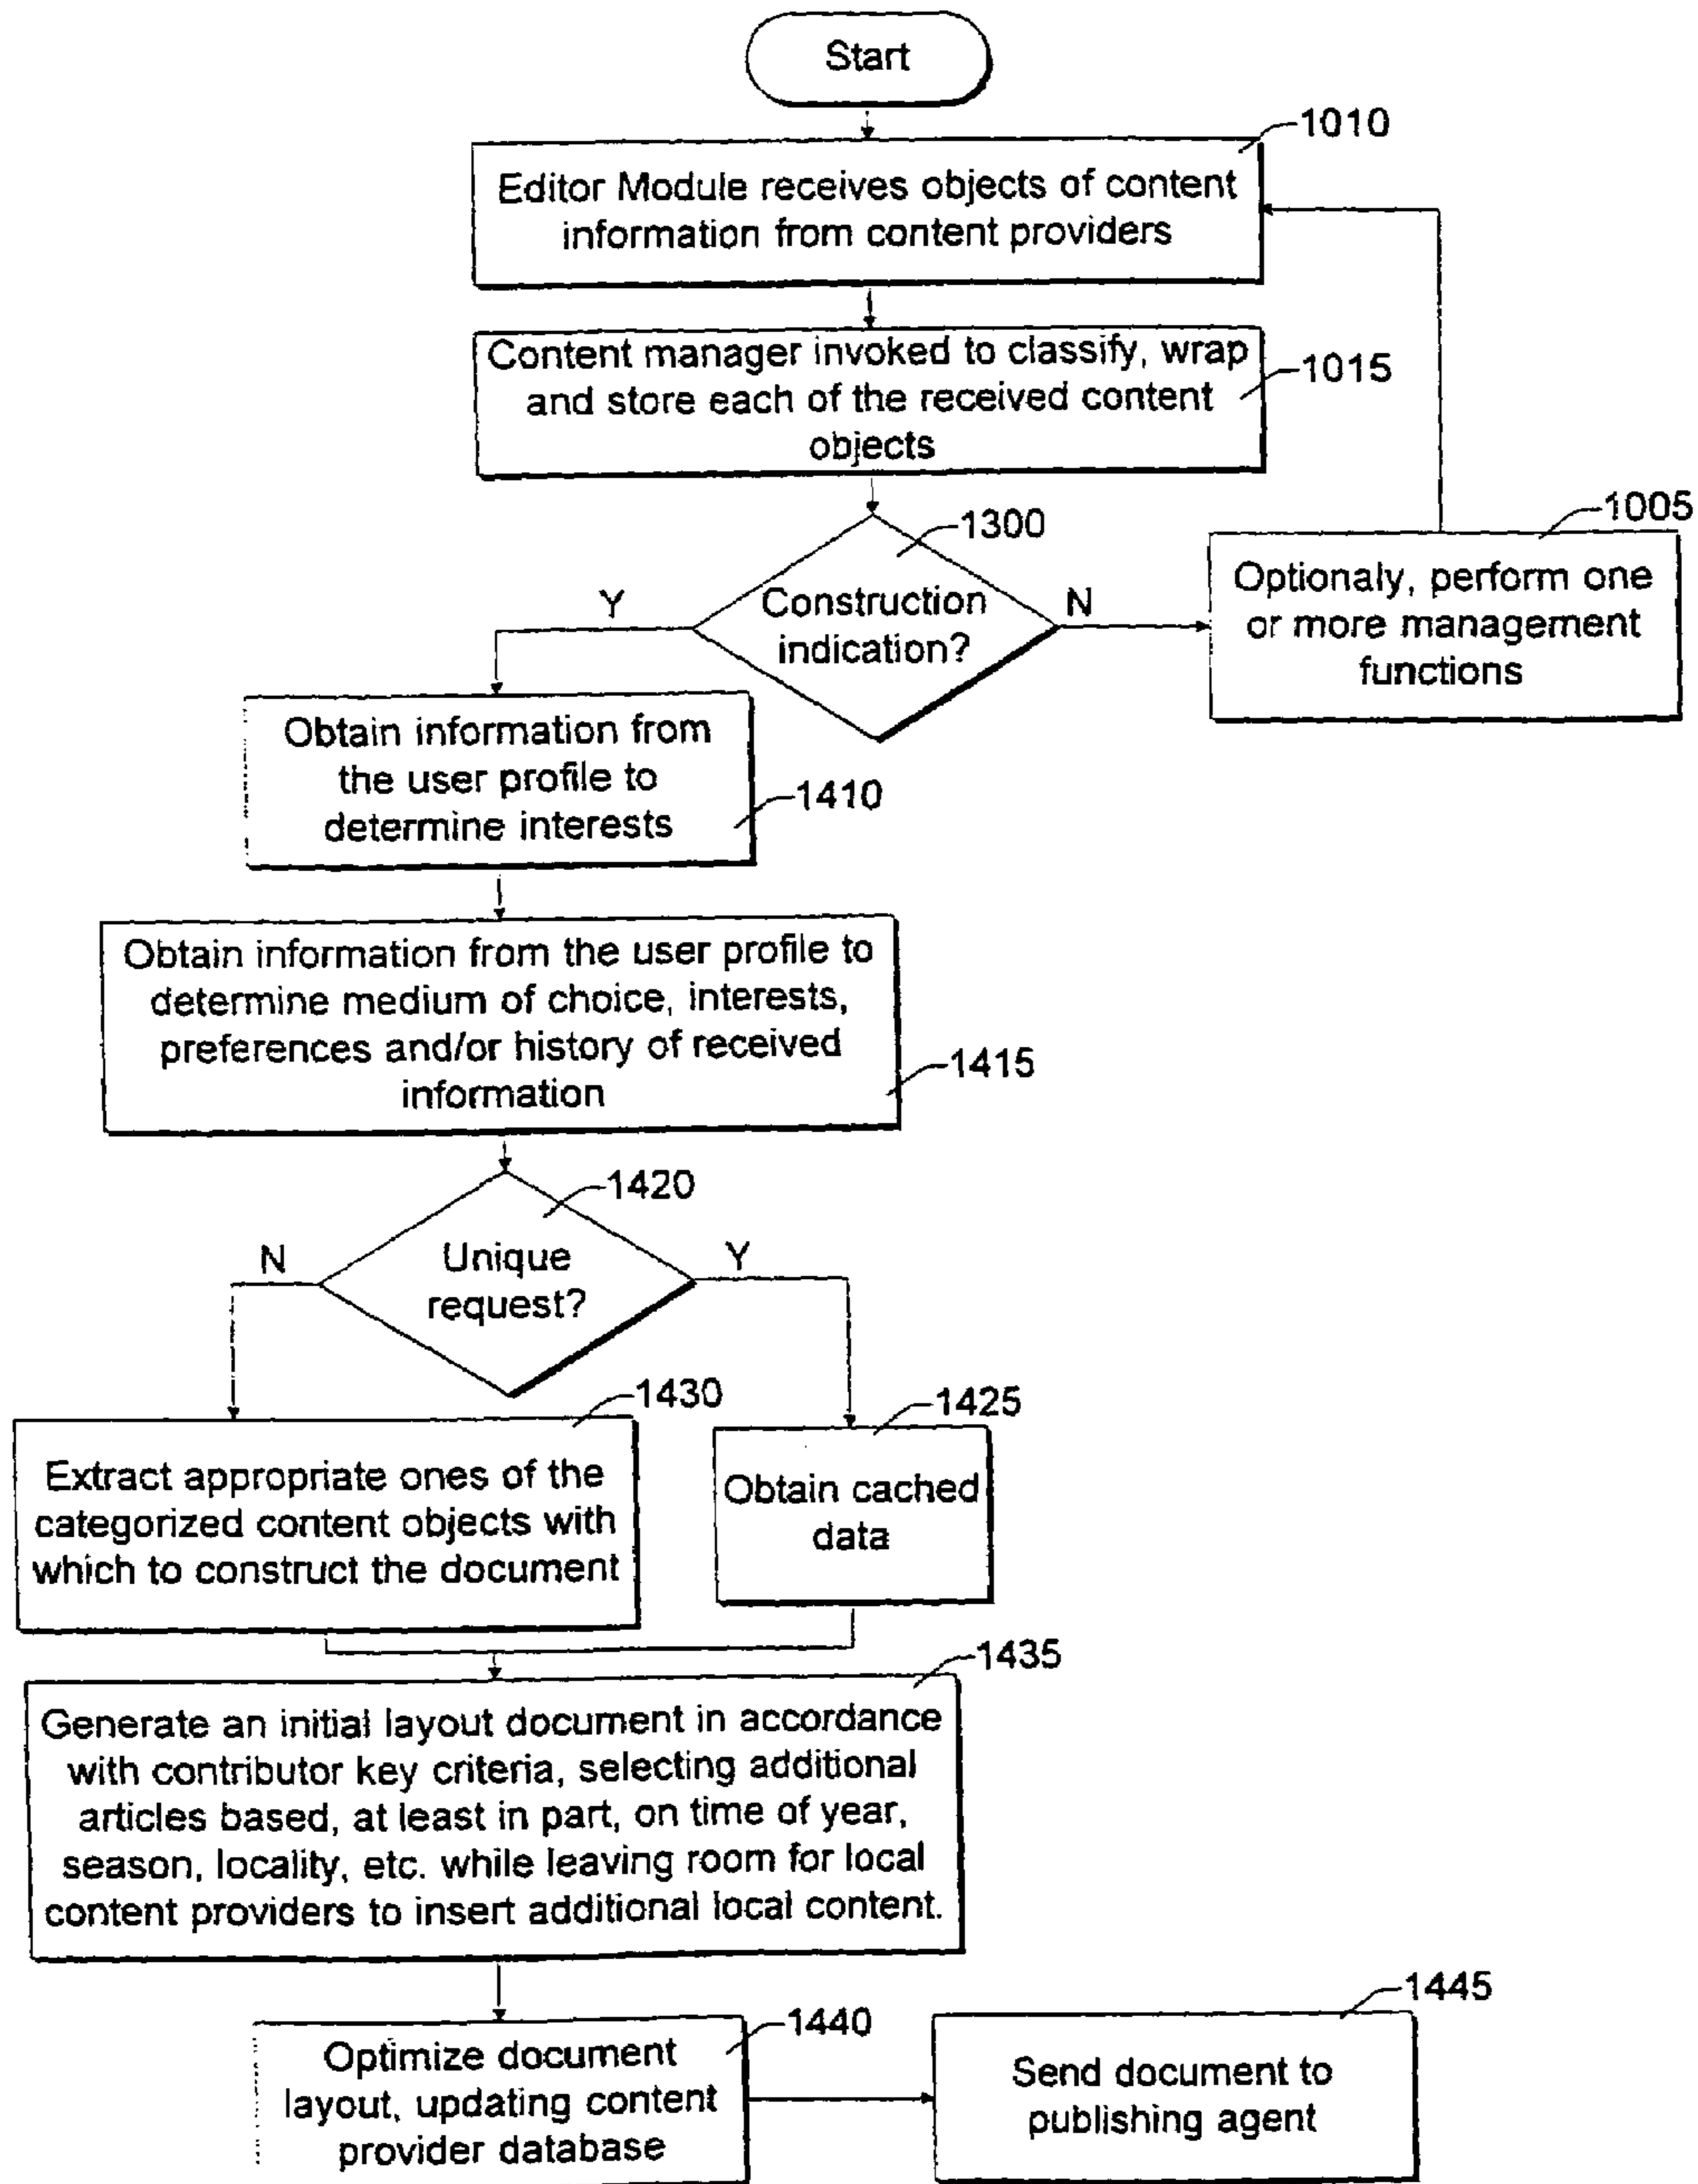 Start
1010
Editor Module receives objects of content
information from content providers
Content manager invoked to classify, wrap
and store each of the received content
objects
1015
1300
Construction
indication?
Y
N
1005
Optionaly, perform one
or more management
functions
Obtain information from
the user profile to
determine interests
1410
Obtain information from the user profile to
determine medium of choice, interests,
preferences and/or history of received
information
1415
1420
Unique
request?
N
Y
1430
Extract appropriate ones of the
categorized content objects with
which to construct the document
1425
Obtain cached
data
1435
Generate an initial layout document in accordance
with contributor key criteria, selecting additional
articles based, at least in part, on time of year,
season, locality, etc. while leaving room for local
content providers to insert additional local content.
1440
Optimize document
layout, updating content
provider database
1445
Send document to
publishing agent